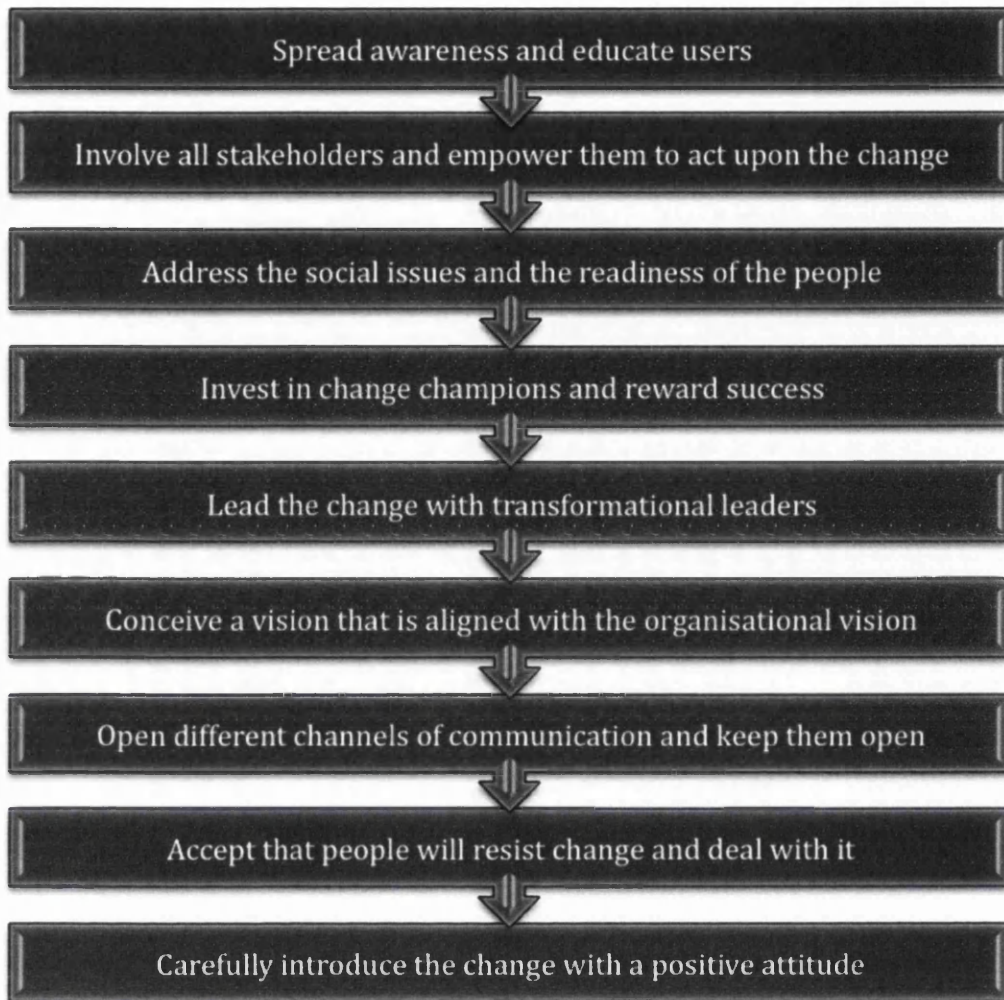 Spread awareness and educate users
Involve all stakeholders and empower them to act upon the change
Address the social issues and the readiness of the people
Invest in change champions and reward success
Lead the change with transformational leaders
Conceive a vision that is aligned with the organisational vision
Open different channels of communication and keep them open
Accept that people will resist change and deal with it
Carefully introduce the change with a positive attitude